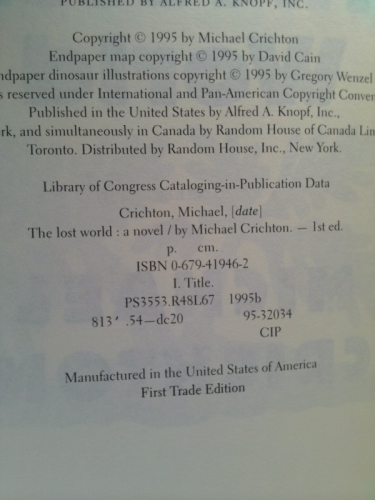 PUBLISHED BY ALFRED A. KNOPF, INC.
Copyright © 1995 by Michael Crichton
Endpaper map copyright © 1995 by David Cain
dinosaur illustrations copyright © 1995 by Gregory Wenzel
reserved under International and Pan-American Copyright
Published in the United States by Alfred A. Knopf, Inc.,
and simultaneously in Canada by Random House of Canada
Toronto. Distributed by Random House, Inc., New York.
Library of Congress Cataloging-in-Publication Data
Crichton, Michael, [date]
The lost world : a novel / by Michael Crichton. — 1st ed.
p. cm.
ISBN 0-679-41946-2
I. Title.
PS3553.R48L67 1995b
813' .54—dc20 95-32034
CIP
Manufactured in the United States of America
First Trade Edition